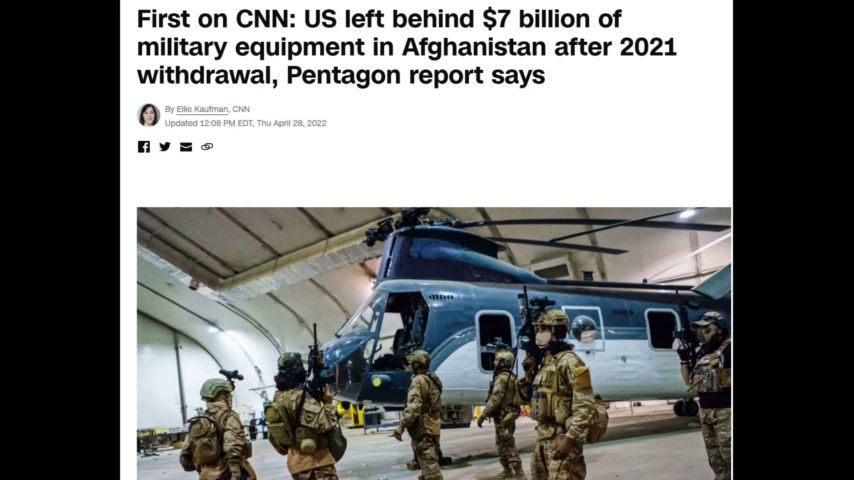 First on CNN: US left behind $7 billion of
military equipment in Afghanistan after 2021
withdrawal, Pentagon report says
By Ellie Kaufman, CNN
Updated 12:08 PM EDT, Thu April 28, 2022